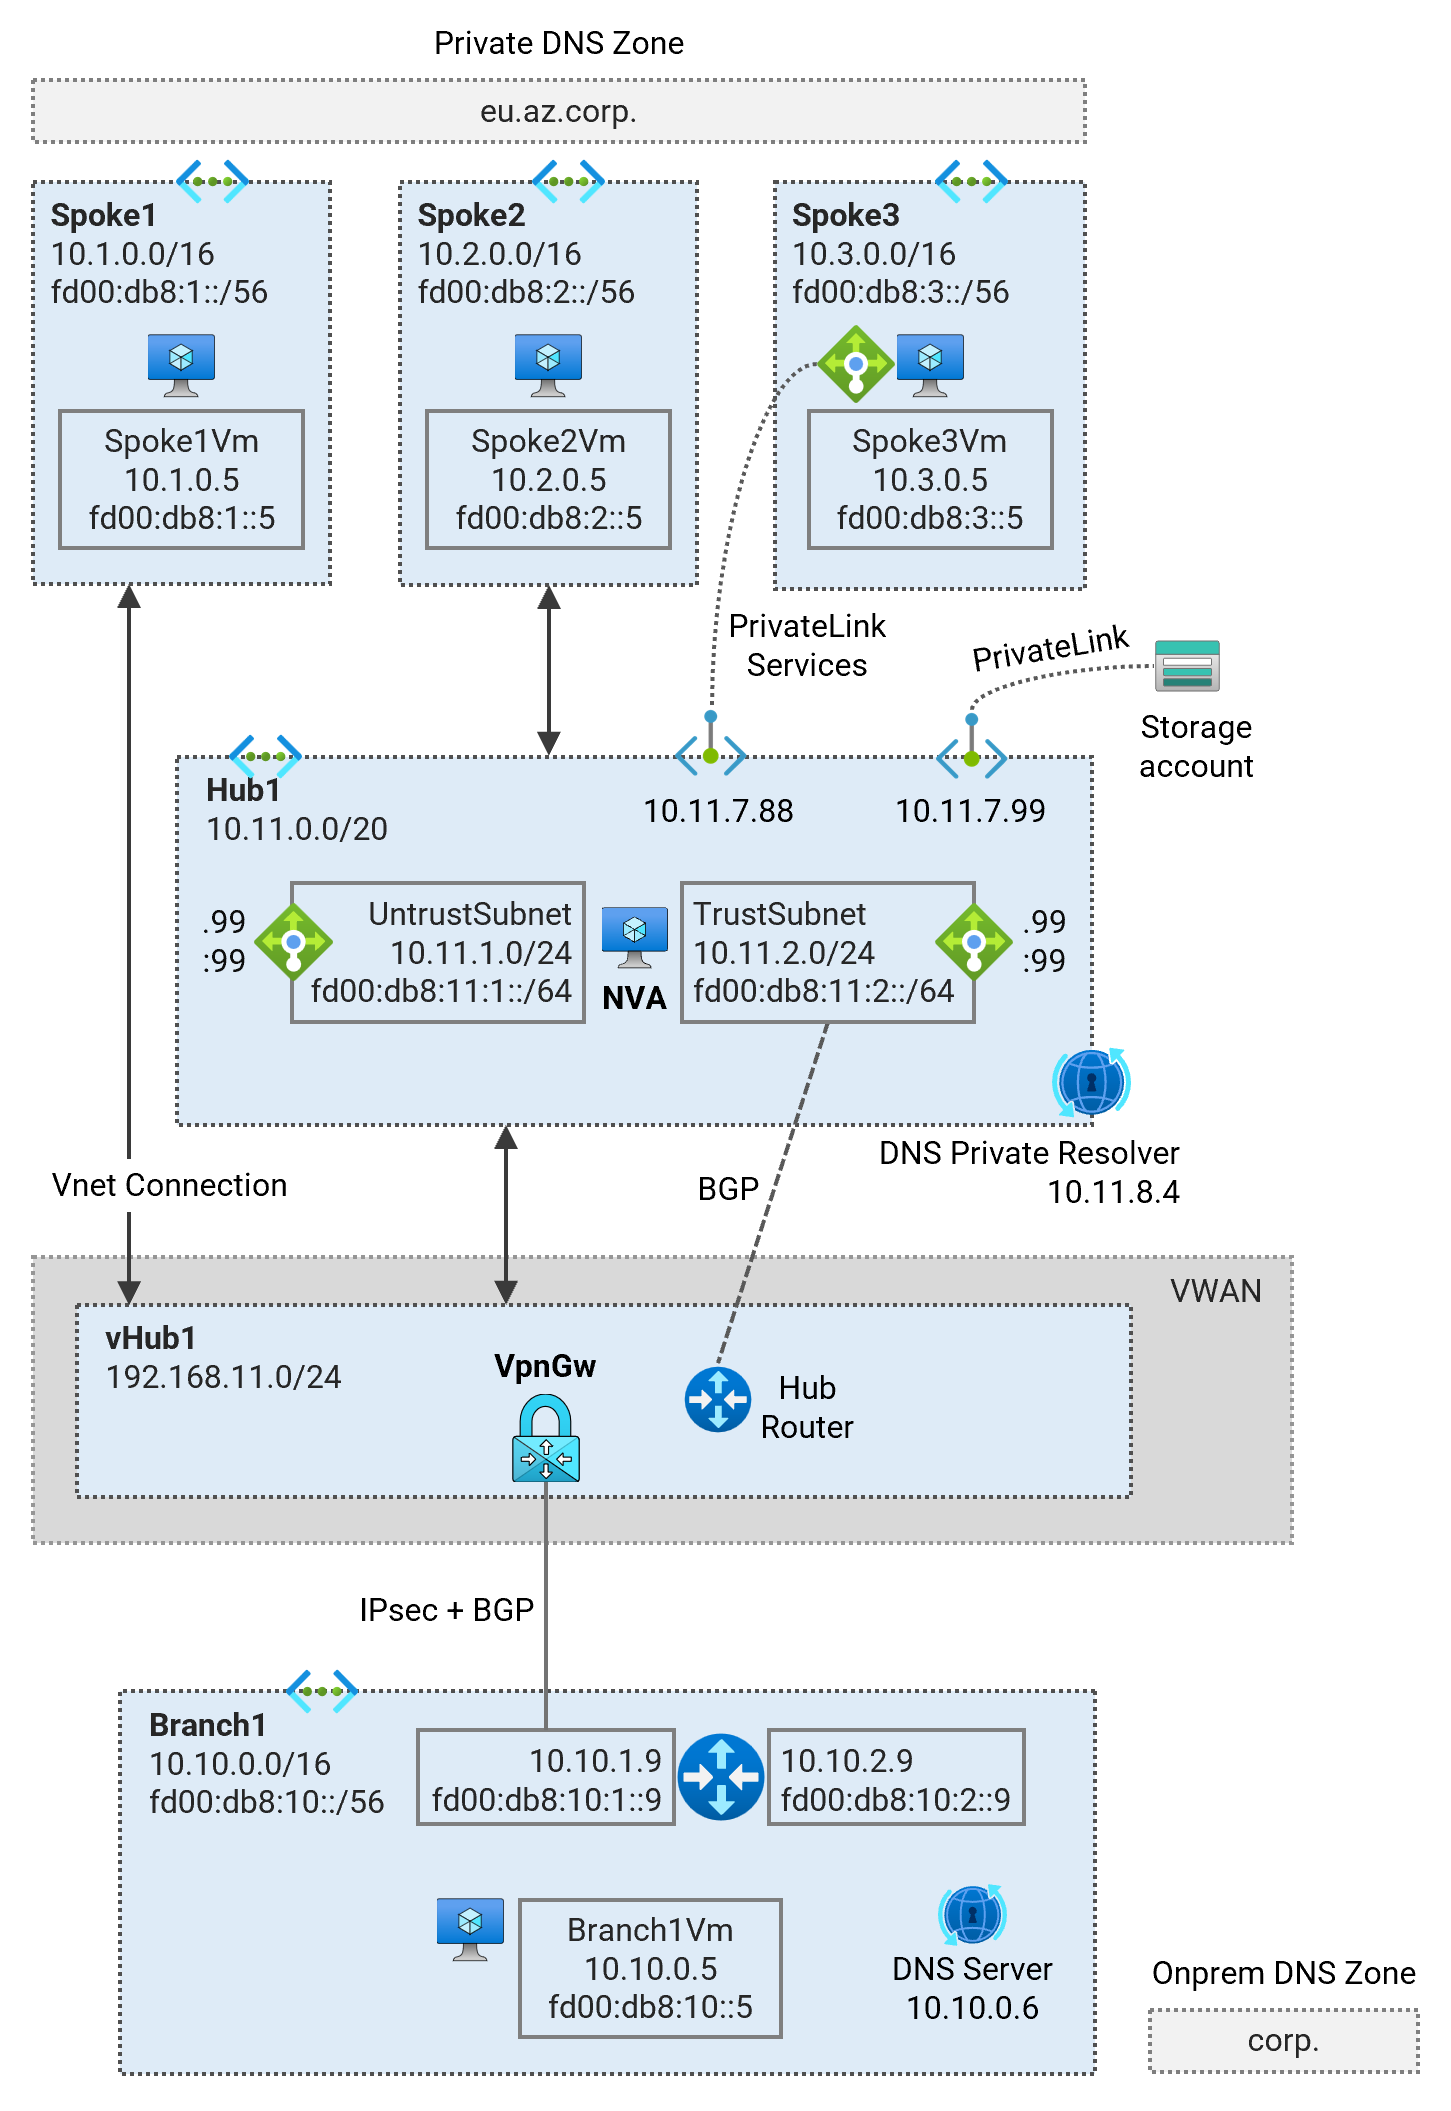 Private DNS Zone
eu.az.corp.
Spoke1
10.1.0.0/16
fd00:db8:1::/56
Spoke1Vm
10.1.0.5
fd00:db8:1::5
Spoke2
10.2.0.0/16
fd00:db8:2::/56
Spoke2Vm
10.2.0.5
fd00:db8:2::5
Spoke3
10.3.0.0/16
fd00:db8:3::/56
Spoke3Vm
10.3.0.5
fd00:db8:3::5
PrivateLink
Services
PrivateLink
Storage
account
Hub1
10.11.0.0/20
10.11.7.88
10.11.7.99
.99
:99
UntrustSubnet
10.11.1.0/24
fd00:db8:11:1::/64
NVA
TrustSubnet
10.11.2.0/24
fd00:db8:11:2::/64
.99
:99
DNS Private Resolver
10.11.8.4
Vnet Connection
BGP
VWAN
vHub1
192.168.11.0/24
VpnGw
Hub
Router
IPsec + BGP
Branch1
10.10.0.0/16
fd00:db8:10::/56
10.10.1.9
fd00:db8:10:1::9
10.10.2.9
fd00:db8:10:2::9
Branch1Vm
10.10.0.5
fd00:db8:10::5
DNS Server
10.10.0.6
Onprem DNS Zone
corp.